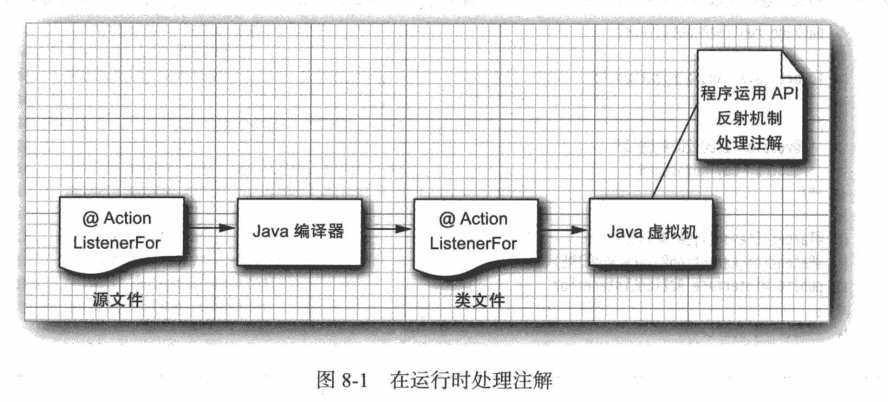 程序运用 API
反射机制
处理注解
@ Action
ListenerFor
Java 编译器
@ Action
ListenerFor
Java 虚拟机
源文件
类文件
图 8-1 在运行时处理注解